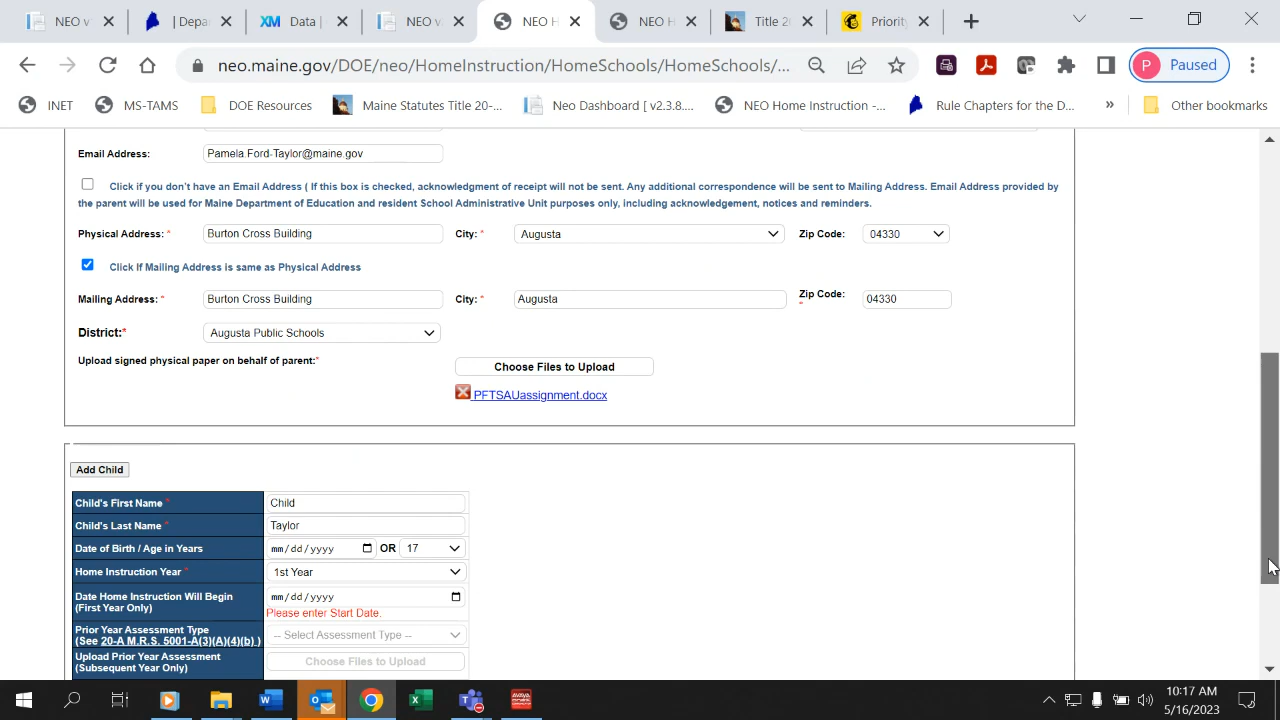 NEO v
| Depa
XM Data |
NEO v
NEO H
NEO H
Title 2
Priority
neo.maine.gov/DOE/neo/HomeInstruction/HomeSchools/HomeSchools/...
P Paused
INET
MS-TAMS
DOE Resources
Maine Statutes Title 20-...
Neo Dashboard [ v2.3.8....
NEO Home Instruction -...
Rule Chapters for the D...
»
Other bookmarks
Email Address: Pamela.Ford-Taylor@maine.gov
Click if you don't have an Email Address ( If this box is checked, acknowledgment of receipt will not be sent. Any additional correspondence will be sent to Mailing Address. Email Address provided by
the parent will be used for Maine Department of Education and resident School Administrative Unit purposes only, including acknowledgement, notices and reminders.
Physical Address: * Burton Cross Building City: * Augusta Zip Code: 04330
Click If Mailing Address is same as Physical Address
Mailing Address: * Burton Cross Building City: * Augusta Zip Code: * 04330
District:* Augusta Public Schools
Upload signed physical paper on behalf of parent:* Choose Files to Upload
PFTSAUassignment.docx
Add Child
Child's First Name * Child
Child's Last Name * Taylor
Date of Birth / Age in Years mm/dd/yyyy OR 17
Home Instruction Year * 1st Year
Date Home Instruction Will Begin mm/dd/yyyy
(First Year Only) Please enter Start Date.
Prior Year Assessment Type -- Select Assessment Type --
(See 20-A M.R.S. 5001-A(3)(A)(4)(b) )
Upload Prior Year Assessment Choose Files to Upload
(Subsequent Year Only)
10:17 AM
5/16/2023